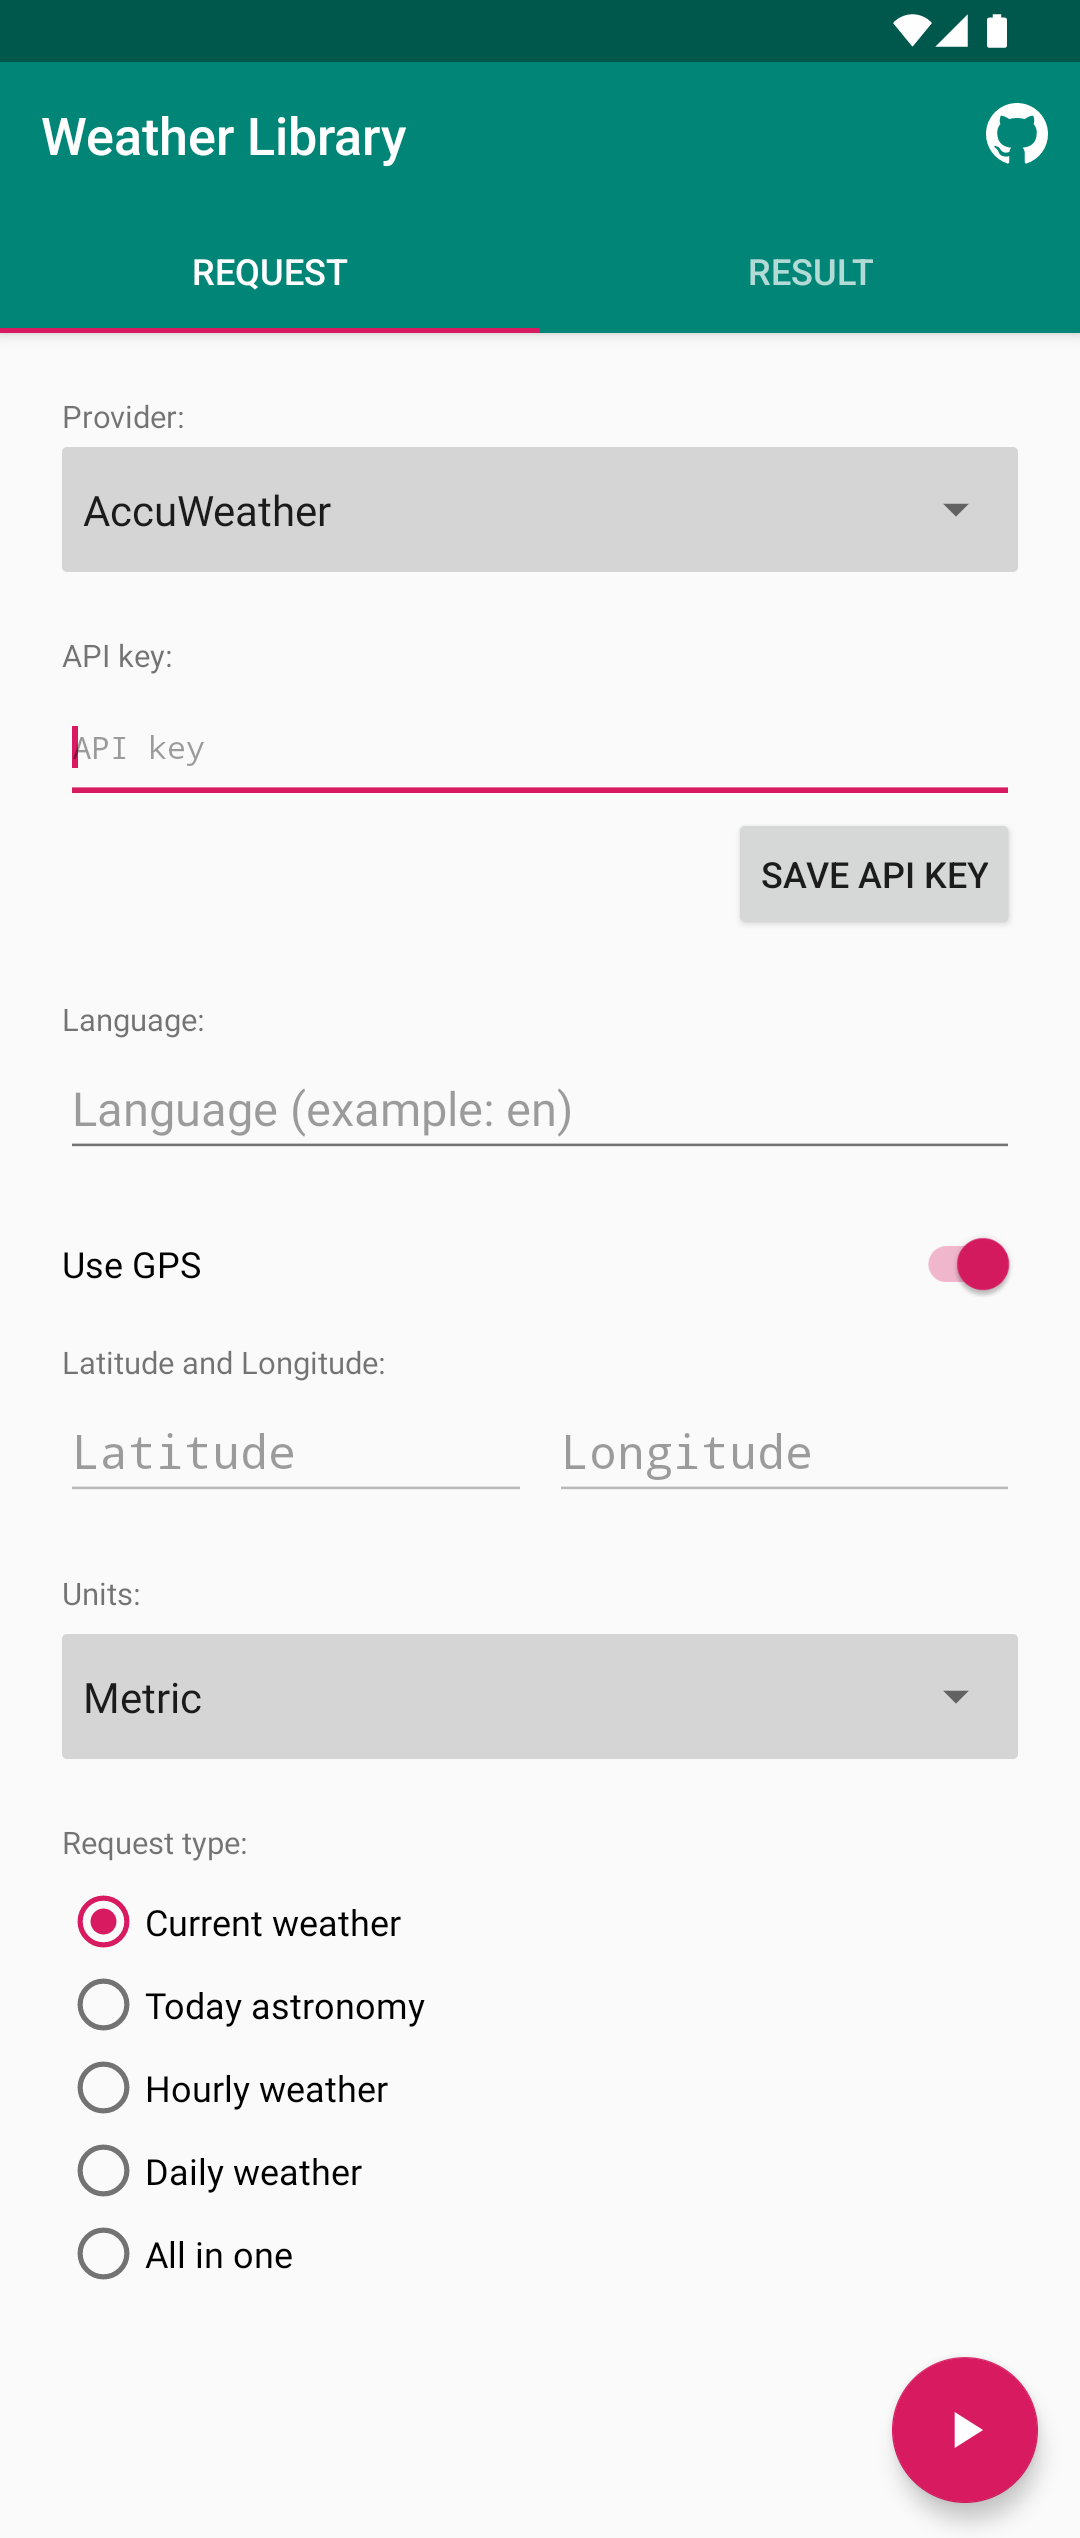 Weather Library
REQUEST
RESULT
Provider:
AccuWeather
API key:
API key
SAVE API KEY
Language:
Language (example: en)
Use GPS
Latitude and Longitude:
Latitude
Longitude
Units:
Metric
Request type:
Current weather
Today astronomy
Hourly weather
Daily weather
All in one